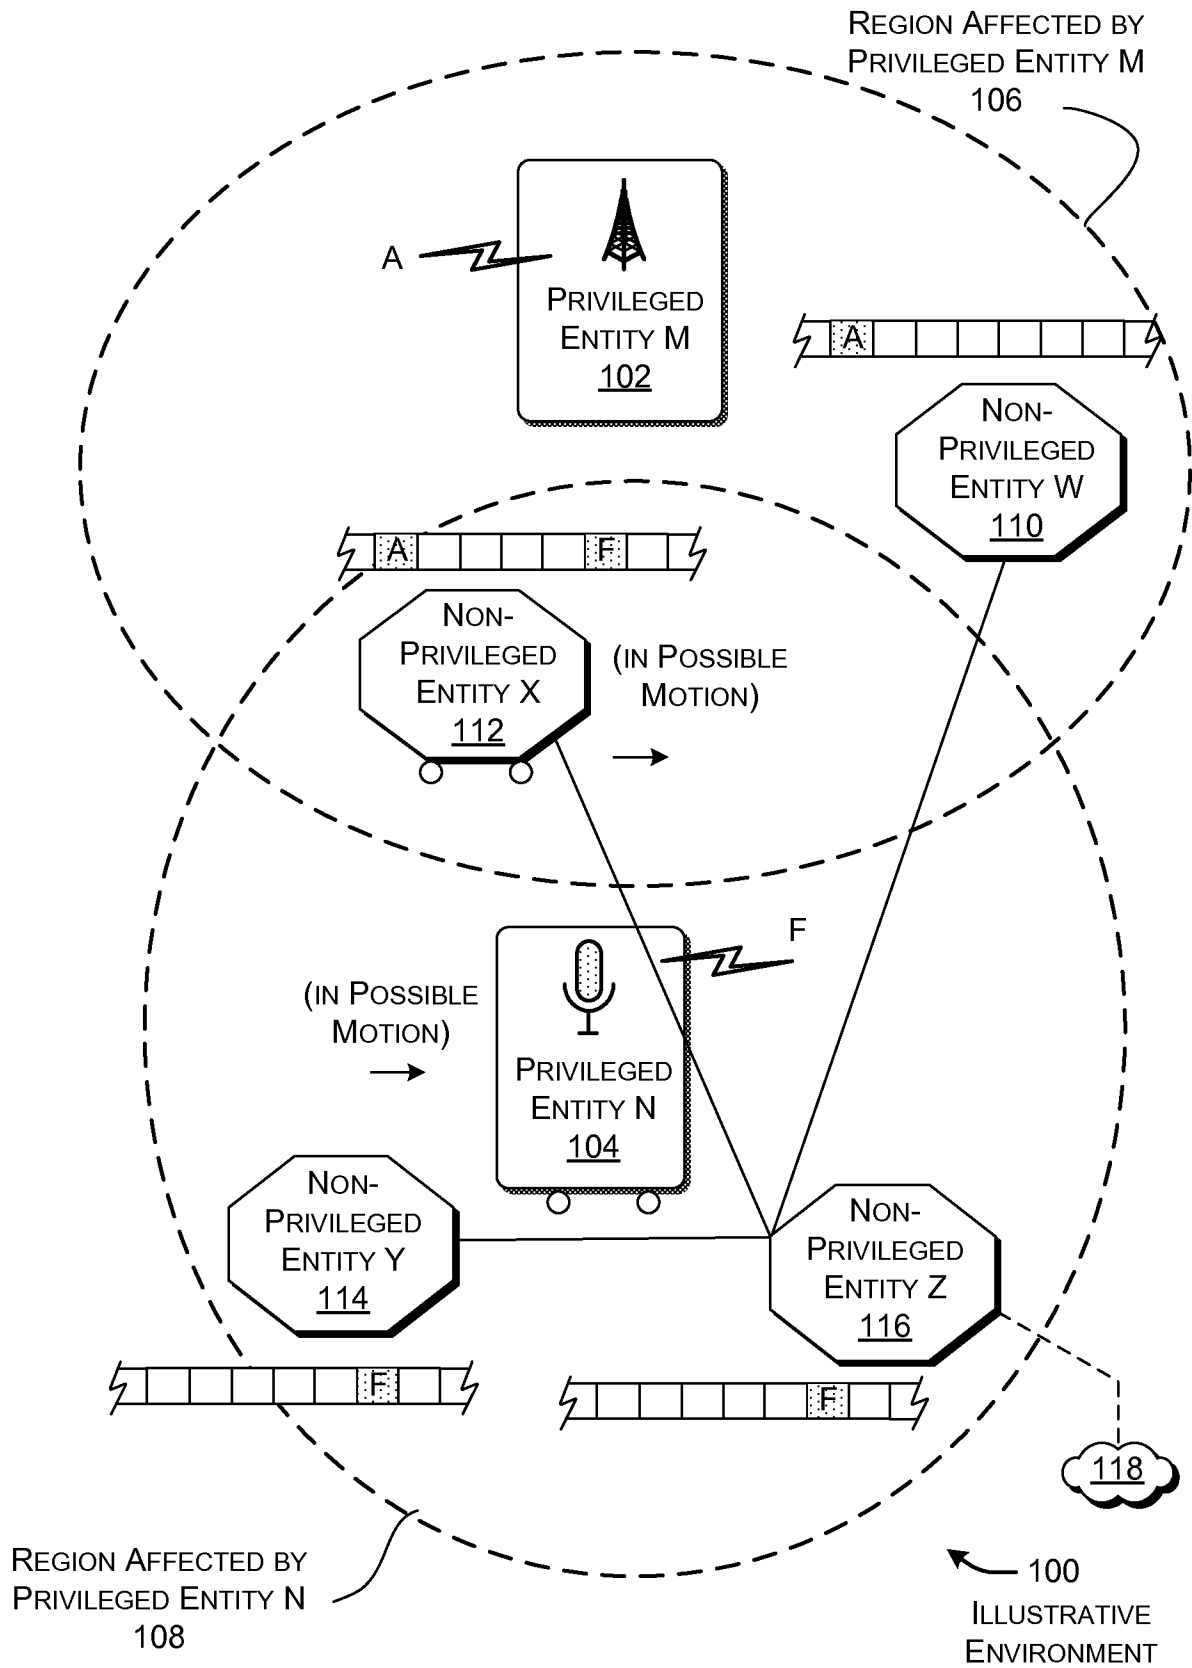 REGION AFFECTED BY
PRIVILEGED ENTITY M
106
A
PRIVILEGED
ENTITY M
102
A
NON-
PRIVILEGED
ENTITY W
110
A F
NON-
PRIVILEGED
ENTITY X
112
(IN POSSIBLE
MOTION)
F
(IN POSSIBLE
MOTION)
PRIVILEGED
ENTITY N
104
NON-
PRIVILEGED
ENTITY Y
114
NON-
PRIVILEGED
ENTITY Z
116
F
F
118
REGION AFFECTED BY
PRIVILEGED ENTITY N
108
100
ILLUSTRATIVE
ENVIRONMENT